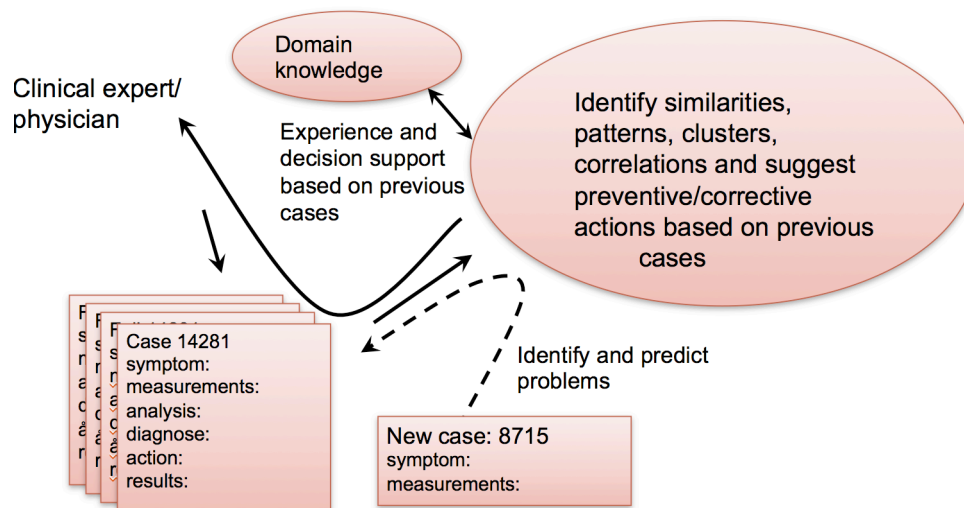 Domain
knowledge
Clinical expert/
physician
Experience and
decision support
based on previous
cases
Identify similarities,
patterns, clusters,
correlations and suggest
preventive/corrective
actions based on previous
cases
Case 14281
symptom:
measurements:
analysis:
diagnose:
action:
results:
Identify and predict
problems
New case: 8715
symptom:
measurements: